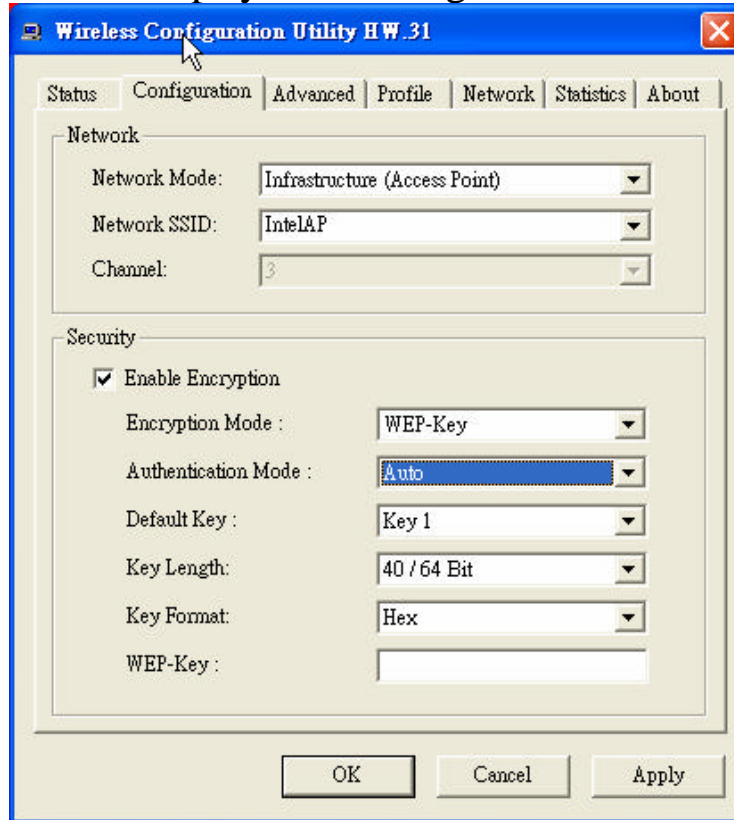 Wireless Configuration Utility HW.31
Status Configuration Advanced Profile Network Statistics About
Network
Network Mode: Infrastructure (Access Point)
Network SSID: IntelAP
Channel: 3
Security
Enable Encryption
Encryption Mode : WEP-Key
Authentication Mode : Auto
Default Key : Key 1
Key Length: 40 / 64 Bit
Key Format: Hex
WEP-Key :
OK Cancel Apply